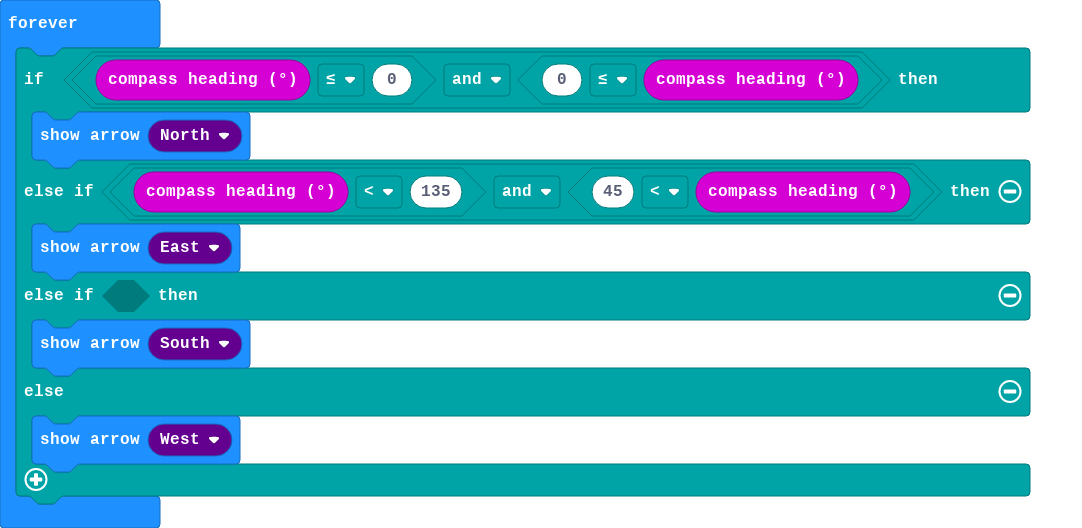 forever
if compass heading (°) ≤ 0 and 0 ≤ compass heading (°) then
show arrow North
else if compass heading (°) < 135 and 45 < compass heading (°) then
show arrow East
else if then
show arrow South
else
show arrow West